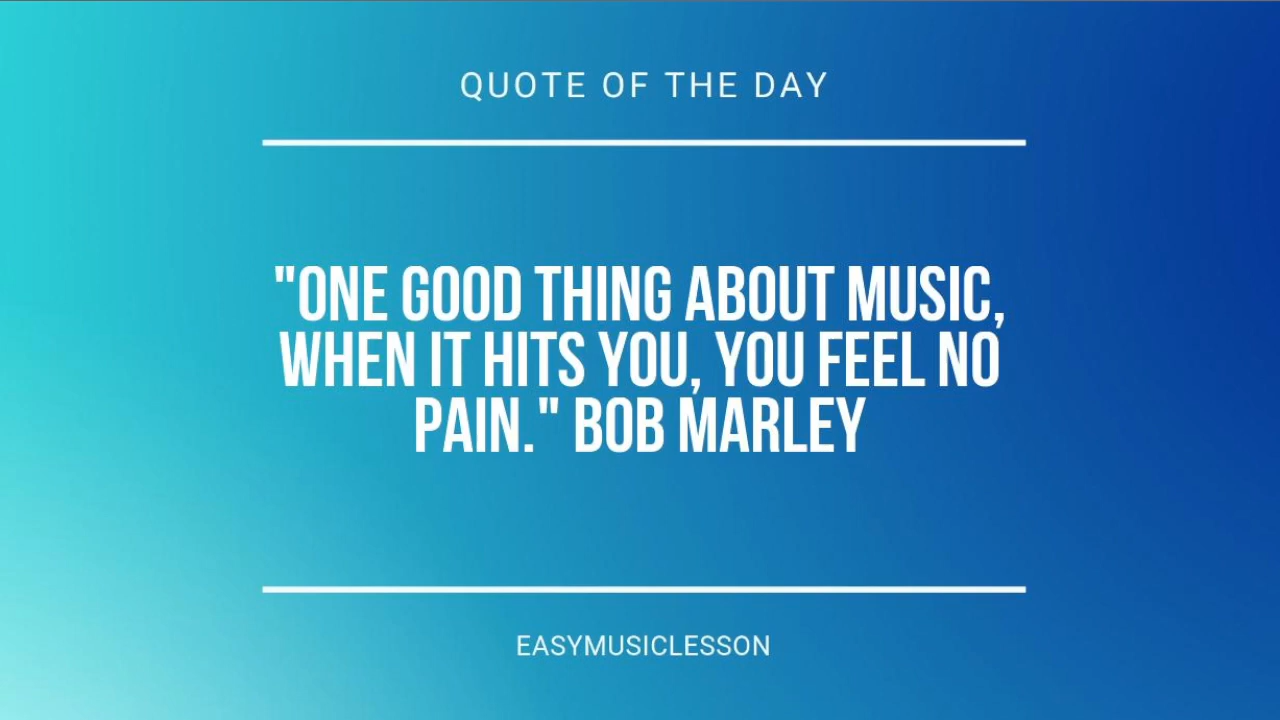 QUOTE OF THE DAY
"ONE GOOD THING ABOUT MUSIC,
WHEN IT HITS YOU, YOU FEEL NO
PAIN." BOB MARLEY
EASYMUSICLESSON